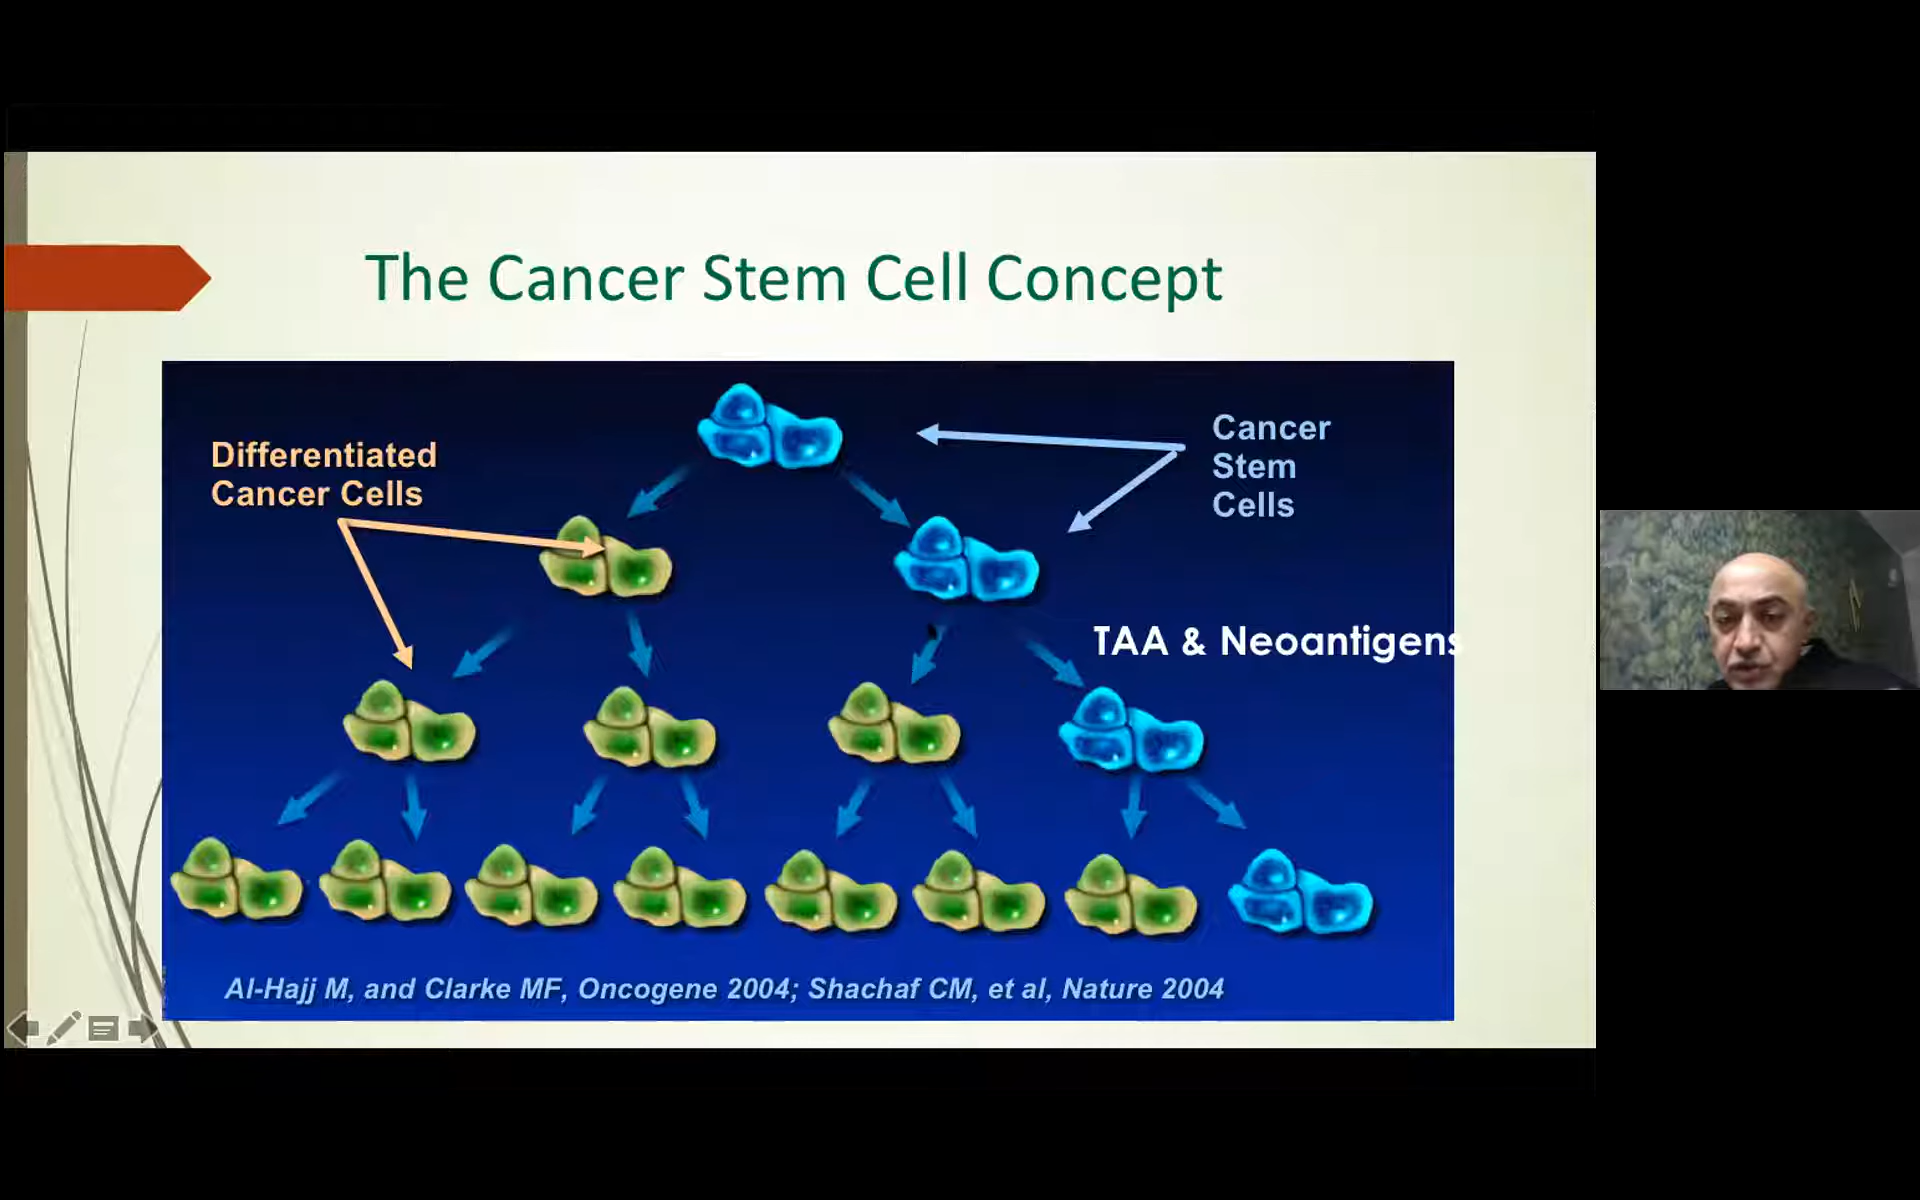 The Cancer Stem Cell Concept
Differentiated
Cancer Cells
Cancer
Stem
Cells
TAA & Neoantigens
Al-Hajj M, and Clarke MF, Oncogene 2004; Shachaf CM, et al, Nature 2004